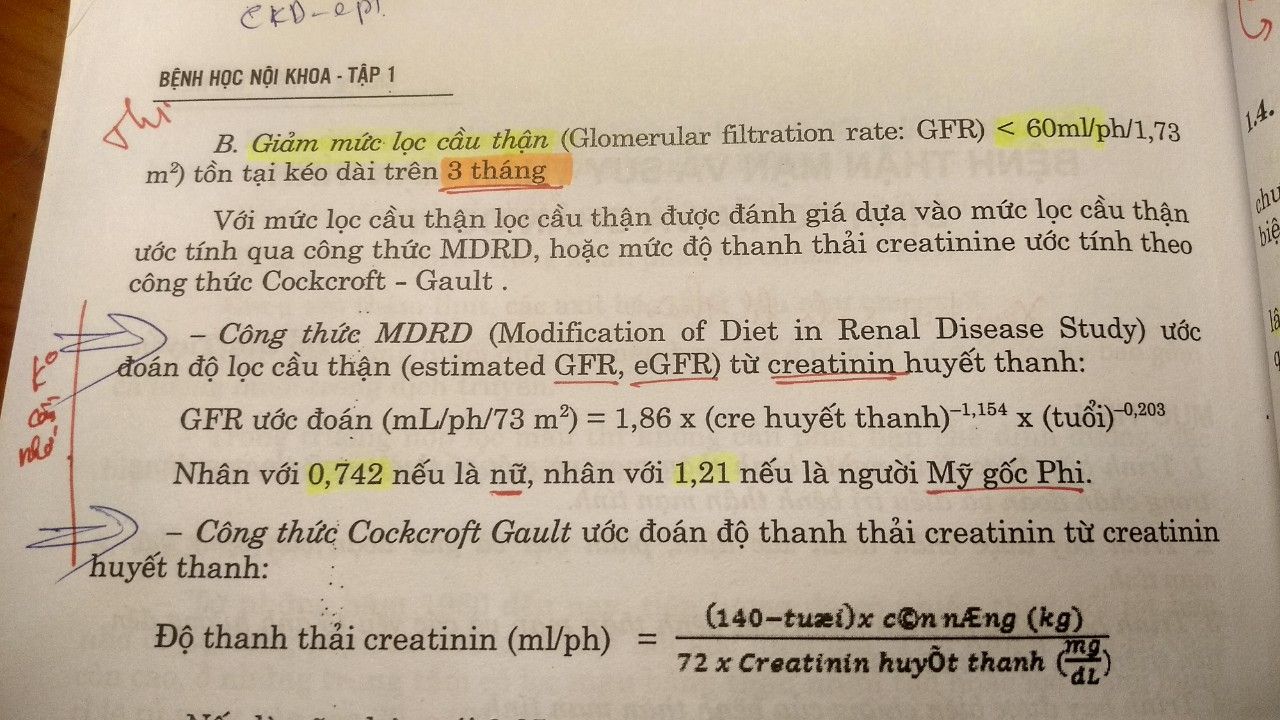 CKD-epi
BỆNH HỌC NỘI KHOA - TẬP 1
Thi
B. Giảm mức lọc cầu thận (Glomerular filtration rate: GFR) < 60ml/ph/1,73
m²) tồn tại kéo dài trên 3 tháng
Với mức lọc cầu thận lọc cầu thận được đánh giá dựa vào mức lọc cầu thận
ước tính qua công thức MDRD, hoặc mức độ thanh thải creatinine ước tính theo
công thức Cockcroft – Gault .
– Công thức MDRD (Modification of Diet in Renal Disease Study) ước
đoán độ lọc cầu thận (estimated GFR, eGFR) từ creatinin huyết thanh:
GFR ước đoán (mL/ph/73 m²) = 1,86 x (cre huyết thanh)⁻¹,¹⁵⁴ x (tuổi)⁻⁰,²⁰³
Nhân với 0,742 nếu là nữ, nhân với 1,21 nếu là người Mỹ gốc Phi.
– Công thức Cockcroft Gault ước đoán độ thanh thải creatinin từ creatinin
huyết thanh:
Độ thanh thải creatinin (ml/ph) = (140–tuæi)x c©n nÆng (kg)
72 x Creatinin huyÕt thanh (mg/dL)
Ko cần nhớ
1.4.
chu
biệ